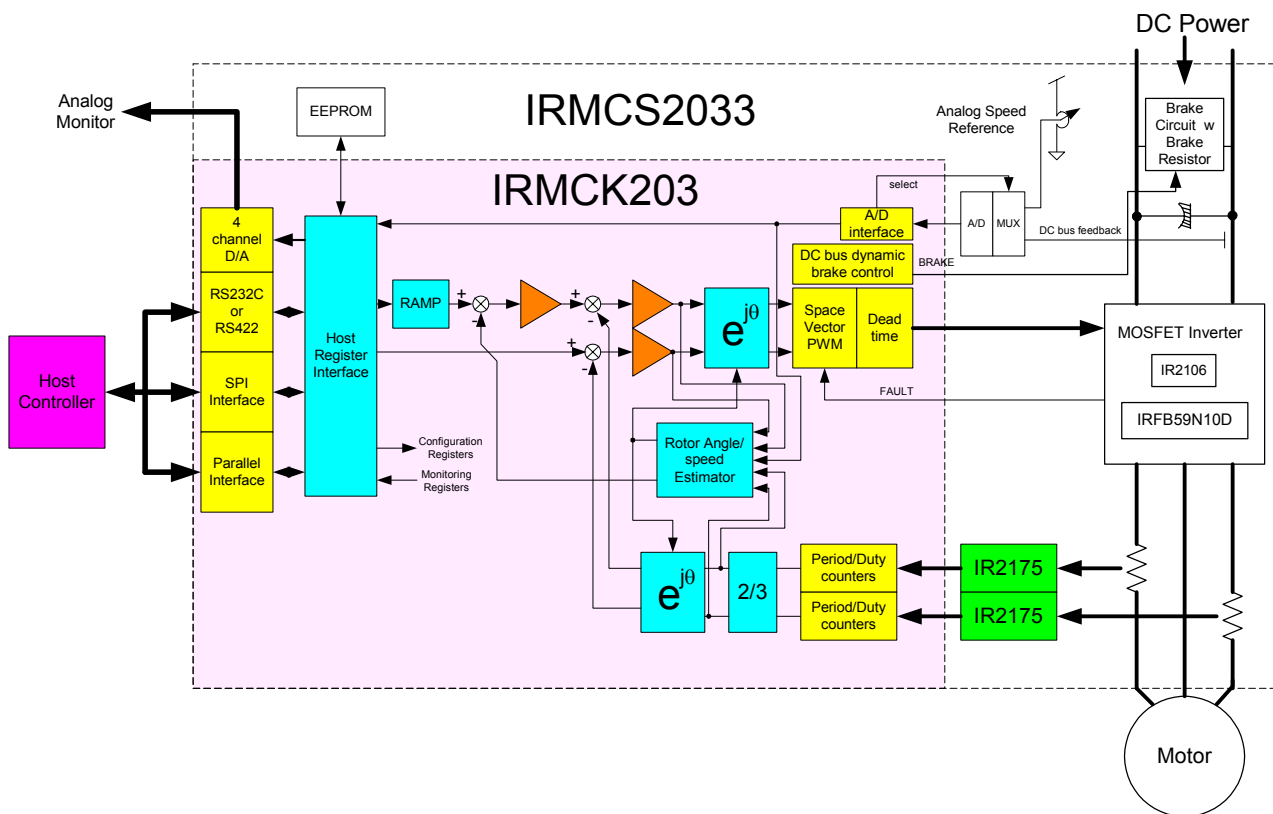 DC Power
Analog
Monitor
EEPROM
IRMCS2033
Analog Speed
Reference
Brake
Circuit w
Brake
Resistor
IRMCK203
select
4
channel
D/A
A/D
interface
A/D
MUX
DC bus feedback
RS232C
or
RS422
RAMP
+
-
+
-
+
-
DC bus dynamic
brake control
BRAKE
e
jθ
Space
Vector
PWM
Dead
time
MOSFET Inverter
IR2106
IRFB59N10D
FAULT
Host
Controller
SPI
Interface
Host
Register
Interface
Parallel
Interface
Configuration
Registers
Monitoring
Registers
Rotor Angle/
speed
Estimator
e
jθ
2/3
Period/Duty
counters
Period/Duty
counters
IR2175
IR2175
Motor